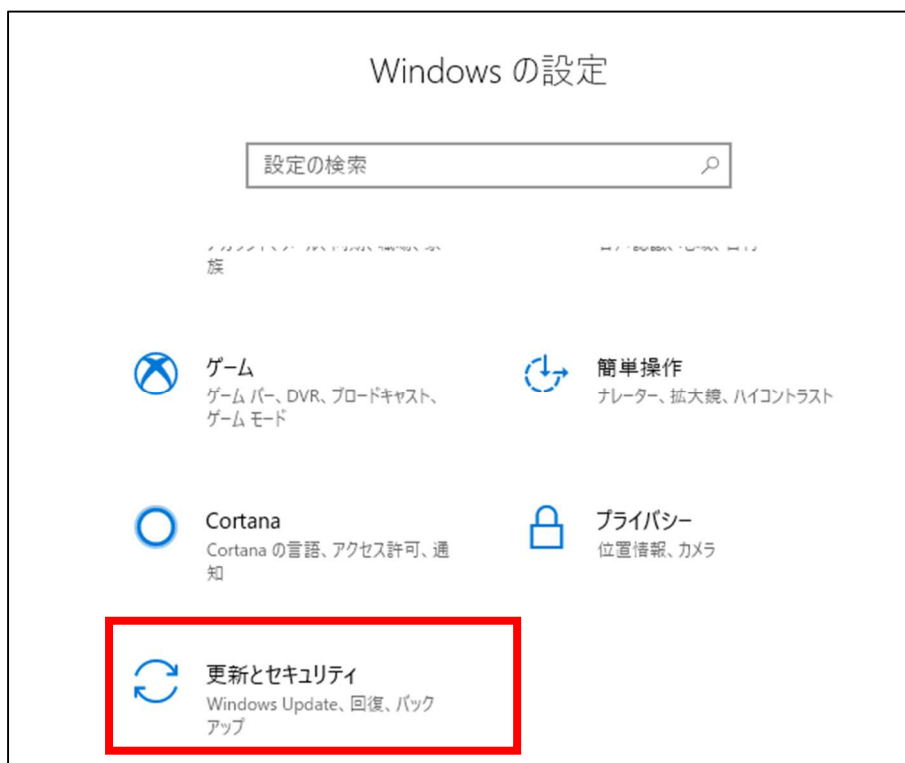 Windows の設定
設定の検索
族
ゲーム
ゲーム バー、DVR、ブロードキャスト、
ゲーム モード
簡単操作
ナレーター、拡大鏡、ハイコントラスト
Cortana
Cortana の言語、アクセス許可、通
知
プライバシー
位置情報、カメラ
更新とセキュリティ
Windows Update、回復、バック
アップ